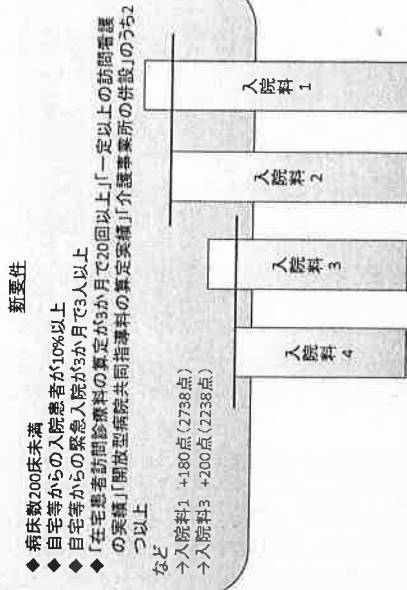 新要件
◆ 病床数200床未満
◆ 自宅等からの入院患者が10%以上
◆ 自宅等からの緊急入院が3か月で3人以上
◆ 「在宅患者訪問診療料の算定が3か月で20回以上」「一定以上の訪問看護
の実績」「開放型病院共同指導料の算定実績」「介護事業所の併設」のうち2
つ以上
など
→入院料1 +180点(2738点)
→入院料3 +200点(2238点)
入院料4
入院料3
入院料2
入院料1